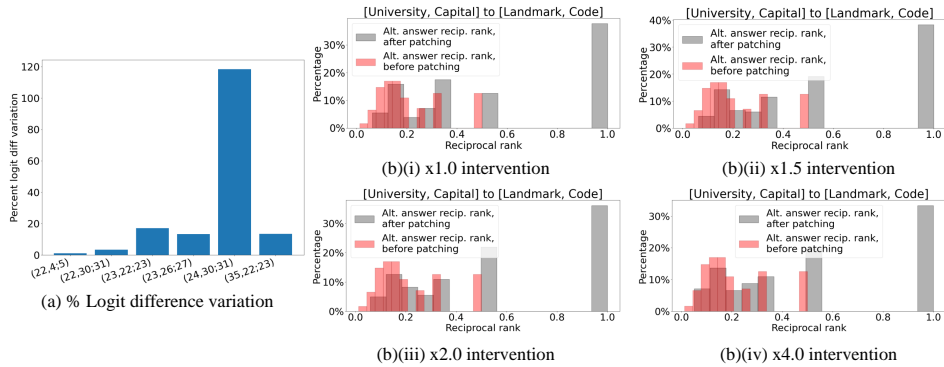 Percent logit diff variation
120
100
80
60
40
20
0
(22,4;5)
(22,30;31)
(23,22;23)
(23,26;27)
(24,30;31)
(35,22;23)
(a) % Logit difference variation
[University, Capital] to [Landmark, Code]
Percentage
30%
20%
10%
0%
Alt. answer recip. rank,
after patching
Alt. answer recip. rank,
before patching
0.0 0.2 0.4 0.6 0.8 1.0
Reciprocal rank
(b)(i) x1.0 intervention
[University, Capital] to [Landmark, Code]
Percentage
40%
30%
20%
10%
0%
Alt. answer recip. rank,
after patching
Alt. answer recip. rank,
before patching
0.0 0.2 0.4 0.6 0.8 1.0
Reciprocal rank
(b)(ii) x1.5 intervention
[University, Capital] to [Landmark, Code]
Percentage
30%
20%
10%
0%
Alt. answer recip. rank,
after patching
Alt. answer recip. rank,
before patching
0.0 0.2 0.4 0.6 0.8 1.0
Reciprocal rank
(b)(iii) x2.0 intervention
[University, Capital] to [Landmark, Code]
Percentage
30%
20%
10%
0%
Alt. answer recip. rank,
after patching
Alt. answer recip. rank,
before patching
0.0 0.2 0.4 0.6 0.8 1.0
Reciprocal rank
(b)(iv) x4.0 intervention